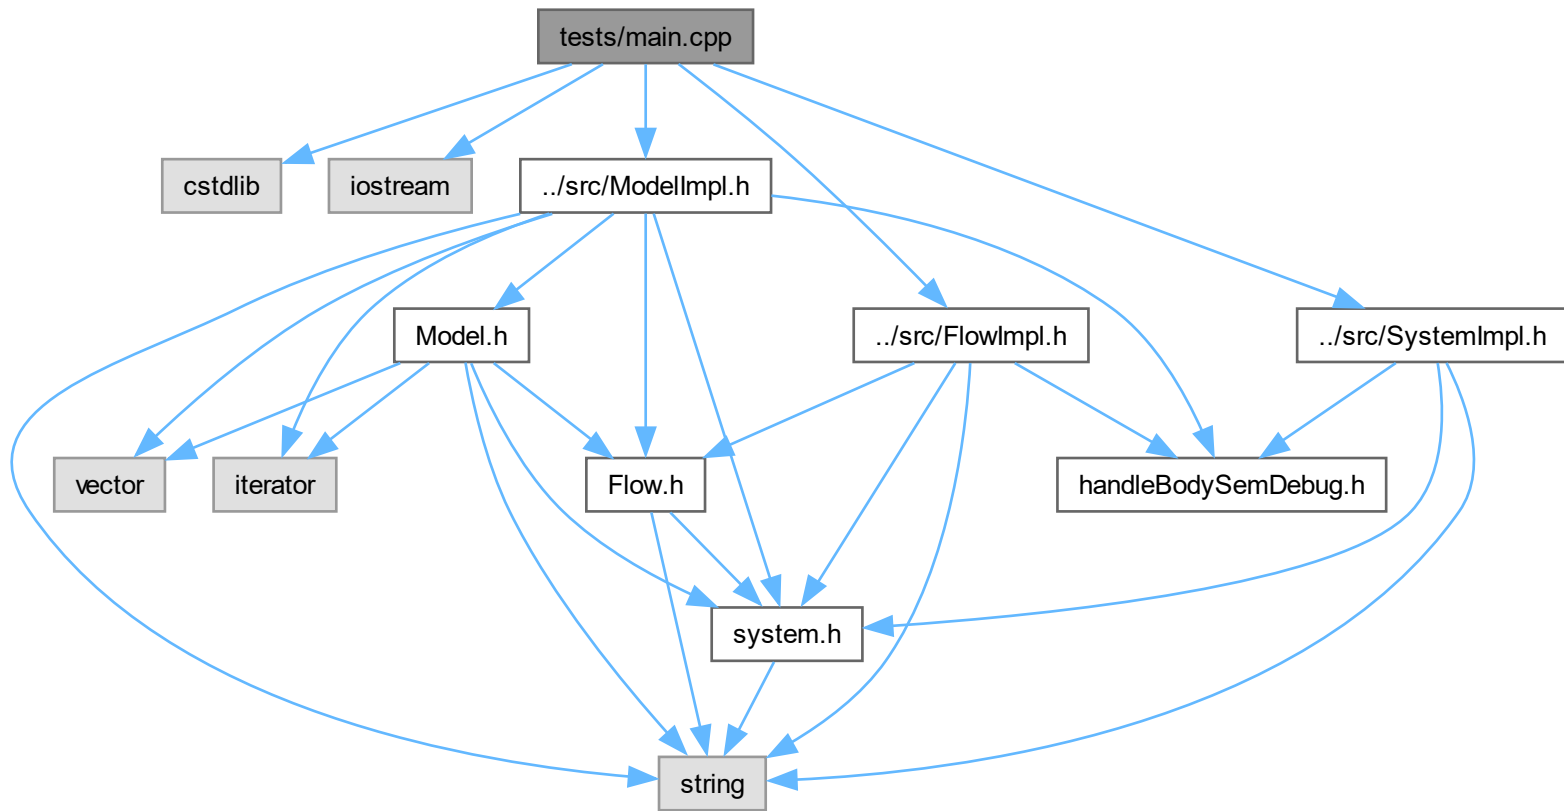 tests/main.cpp
cstdlib
iostream
../src/ModelImpl.h
Model.h
../src/FlowImpl.h
../src/SystemImpl.h
vector
iterator
Flow.h
handleBodySemDebug.h
system.h
string